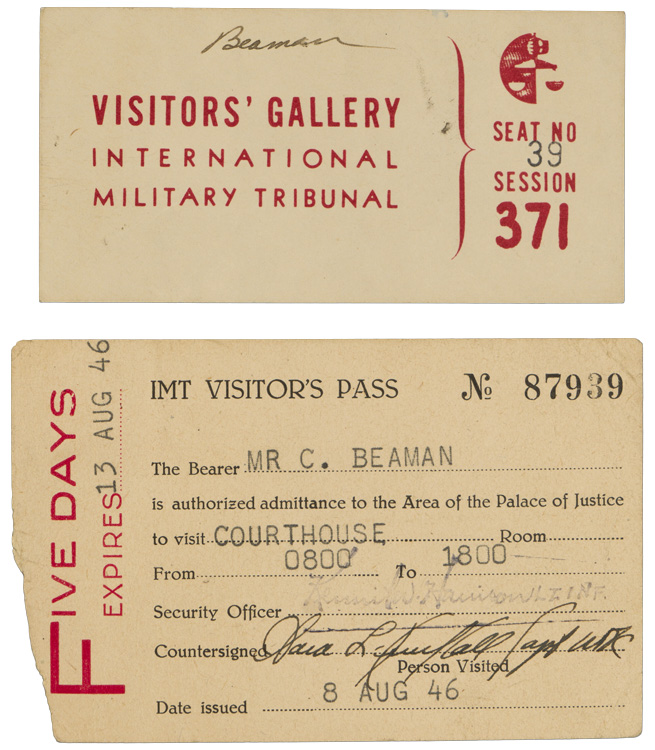 Beaman
VISITORS' GALLERY
INTERNATIONAL
MILITARY TRIBUNAL
SEAT NO
39
SESSION
371
FIVE DAYS
EXPIRES 13 AUG 46
IMT VISITOR'S PASS № 87939
The Bearer MR C. BEAMAN
is authorized admittance to the Area of the Palace of Justice
to visit COURTHOUSE Room
From 0800 To 1800
Security Officer
Countersigned
Person Visited
Date issued 8 AUG 46